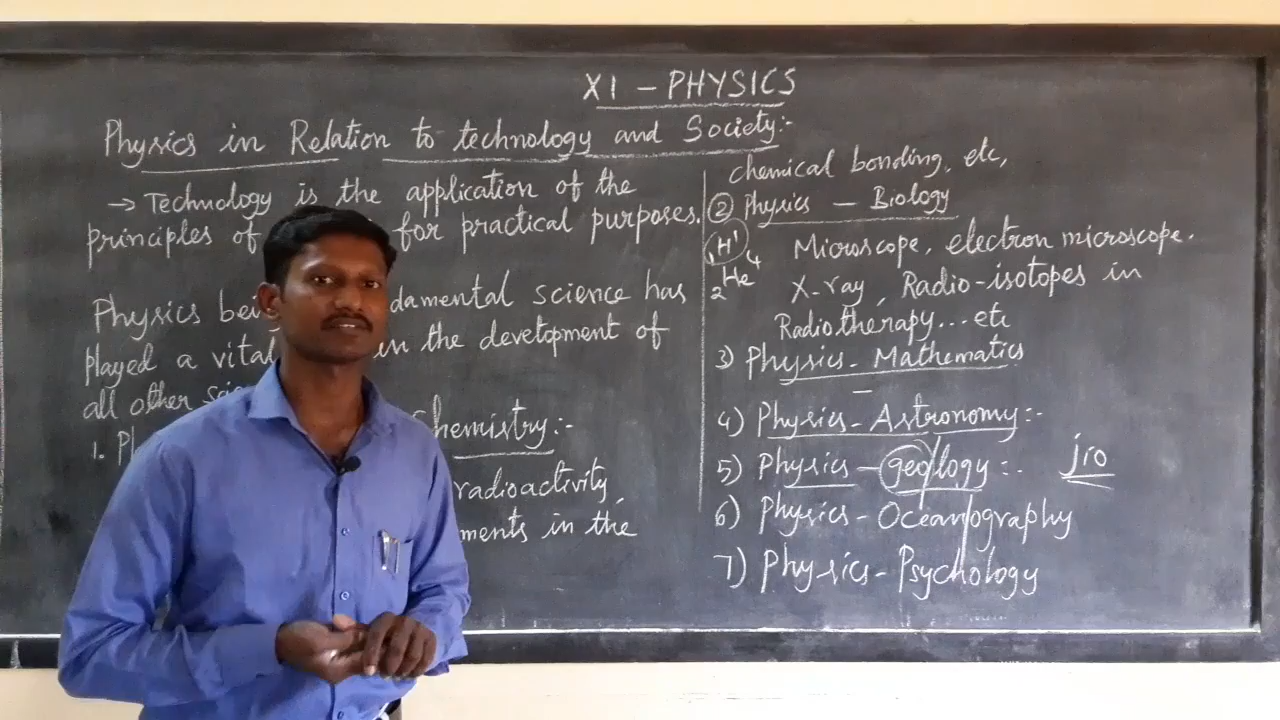 XI - PHYSICS
Physics in Relation to technology and Society:-
→ Technology is the application of the
principles of for practical purposes.
Physics damental science has
played a vital in the development of
all other
1. hemistry:-
radioactivity,
ments in the
chemical bonding, etc,
② Physics - Biology
₁H¹
₂He⁴
Microscope, electron microscope.
X-ray, Radio-isotopes in
Radiotherapy...etc
3) Physics - Mathematics
-
4) Physics - Astronomy:-
5) Physics - geology:-
jio
6) Physics - Oceanography
7) Physics - Psychology